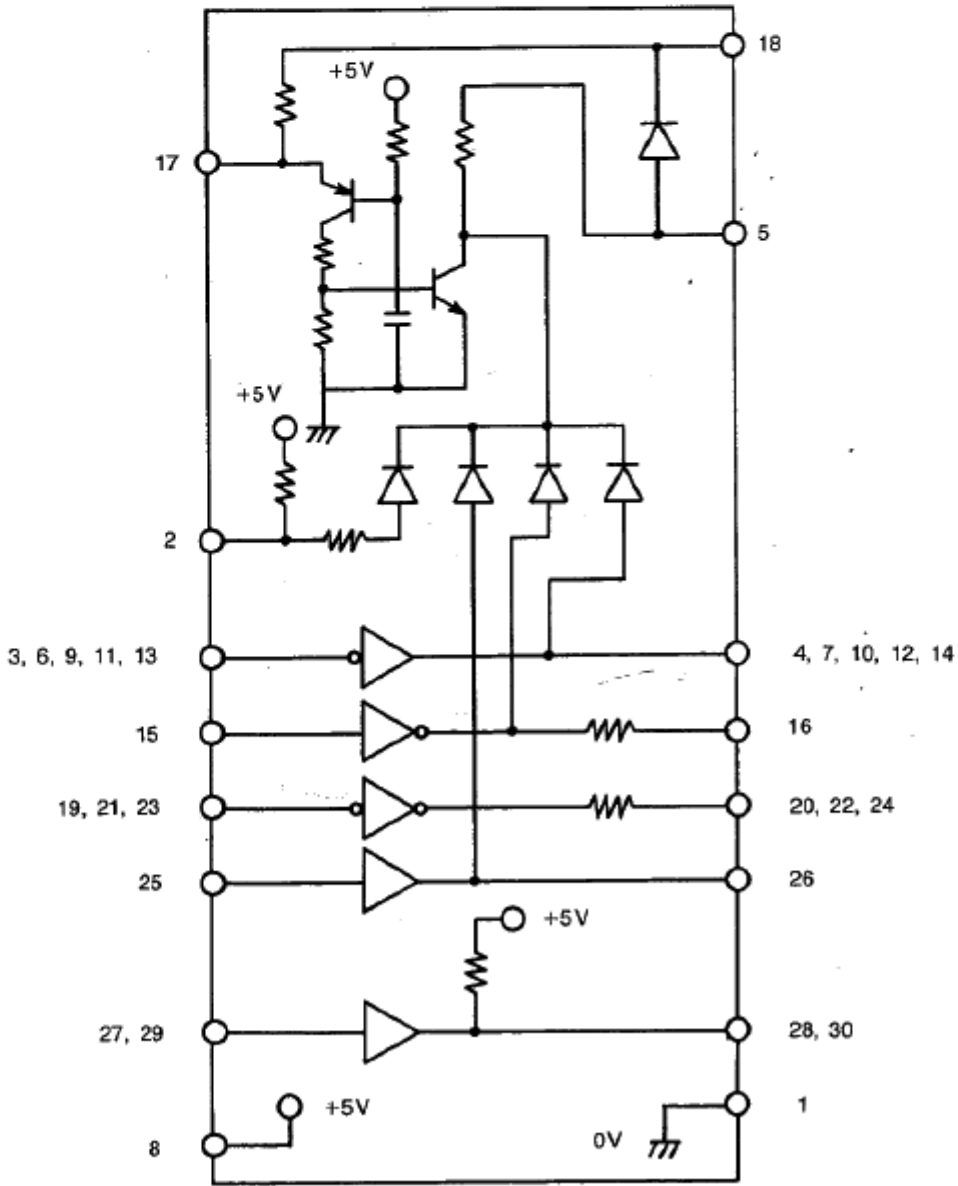 18
+5V
17
5
+5V
2
3, 6, 9, 11, 13
4, 7, 10, 12, 14
15
16
19, 21, 23
20, 22, 24
25
26
+5V
27, 29
28, 30
+5V
1
0V
8